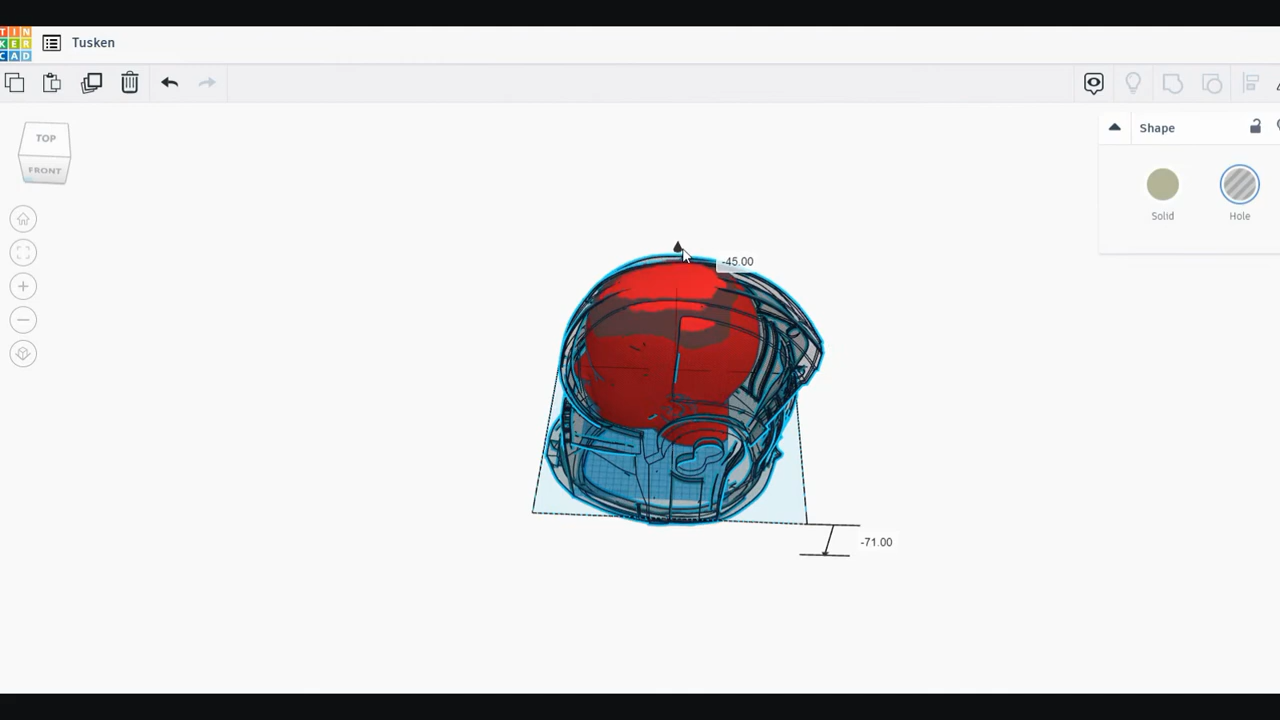 TIN
KER
CAD
Tusken
TOP
FRONT
Shape
Solid
Hole
-45.00
-71.00